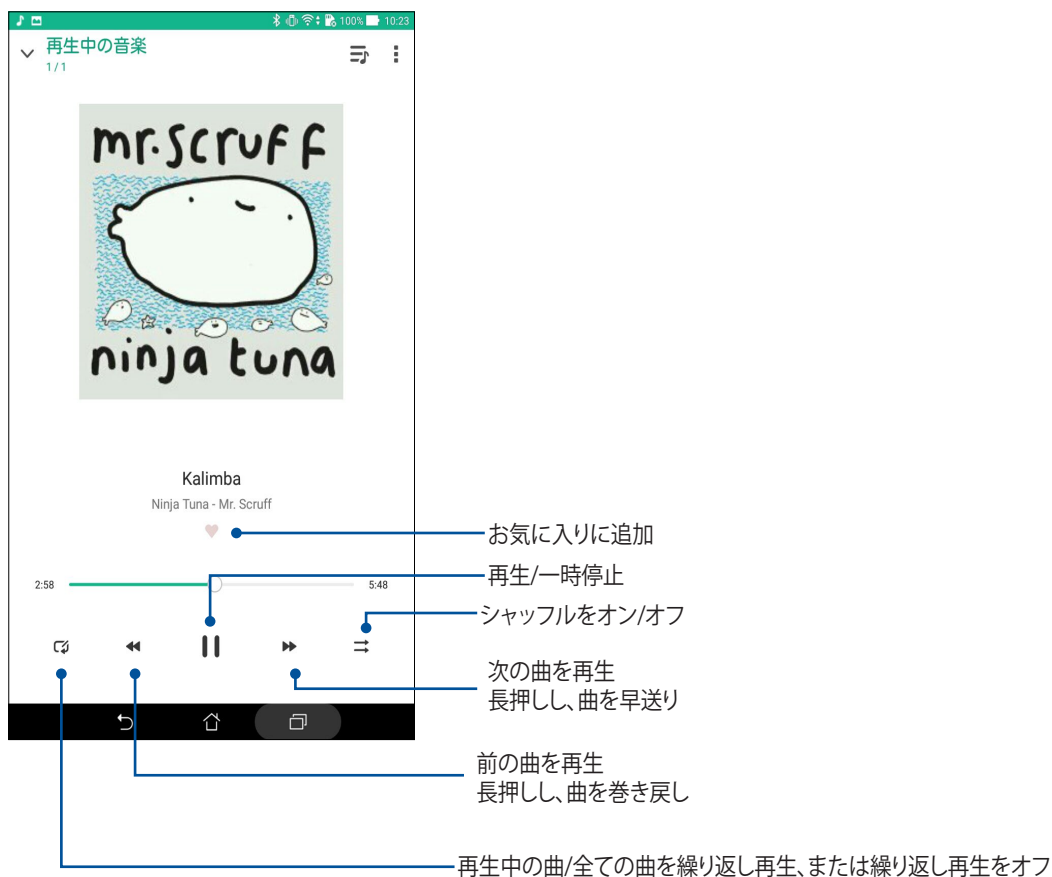 100% 10:23
再生中の音楽
1/1
mr.scruff
ninja tuna
Kalimba
Ninja Tuna - Mr. Scruff
お気に入りに追加
再生/一時停止
2:58 5:48
シャッフルをオン/オフ
次の曲を再生
長押しし、曲を早送り
前の曲を再生
長押しし、曲を巻き戻し
再生中の曲/全ての曲を繰り返し再生、または繰り返し再生をオフ